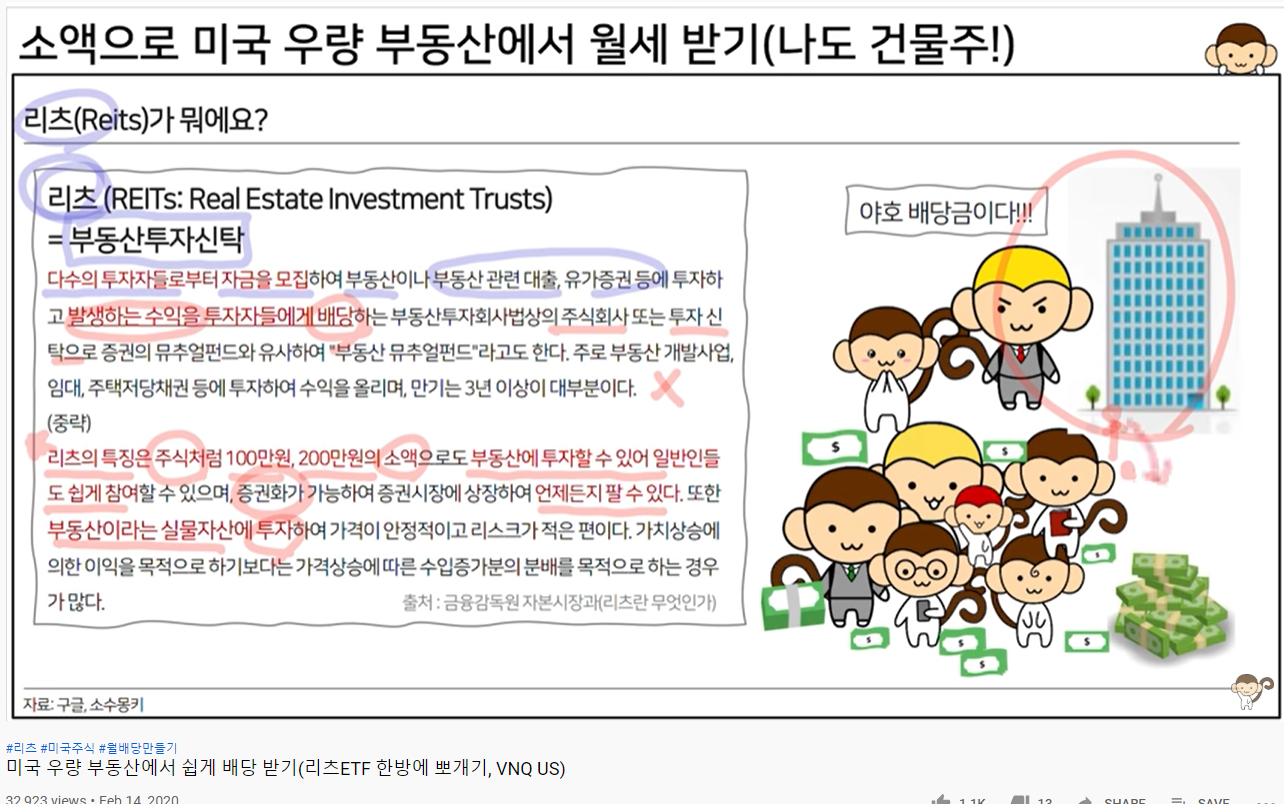 소액으로 미국 우량 부동산에서 월세 받기(나도 건물주!)
리츠(Reits)가 뭐에요?
리츠 (REITs: Real Estate Investment Trusts)
= 부동산투자신탁
다수의 투자자들로부터 자금을 모집하여 부동산이나 부동산 관련 대출, 유가증권 등에 투자하
고 발생하는 수익을 투자자들에게 배당하는 부동산투자회사법상의 주식회사 또는 투자 신
탁으로 증권의 뮤추얼펀드와 유사하여 "부동산 뮤추얼펀드"라고도 한다. 주로 부동산 개발사업,
임대, 주택저당채권 등에 투자하여 수익을 올리며, 만기는 3년 이상이 대부분이다.
(중략)
리츠의 특징은 주식처럼 100만원, 200만원의 소액으로도 부동산에 투자할 수 있어 일반인들
도 쉽게 참여할 수 있으며, 증권화가 가능하여 증권시장에 상장하여 언제든지 팔 수 있다. 또한
부동산이라는 실물자산에 투자하여 가격이 안정적이고 리스크가 적은 편이다. 가치상승에
의한 이익을 목적으로 하기보다는 가격상승에 따른 수입증가분의 분배를 목적으로 하는 경우
가 많다.
출처 : 금융감독원 자본시장과(리츠란 무엇인가)
야호 배당금이다!!!
$
$
$
$
$
$
$
자료: 구글, 소수몽키
#리츠 #미국주식 #월배당만들기
미국 우량 부동산에서 쉽게 배당 받기(리츠ETF 한방에 뽀개기, VNQ US)
32,923 views • Feb 14, 2020
1.1K 13 SHARE SAVE